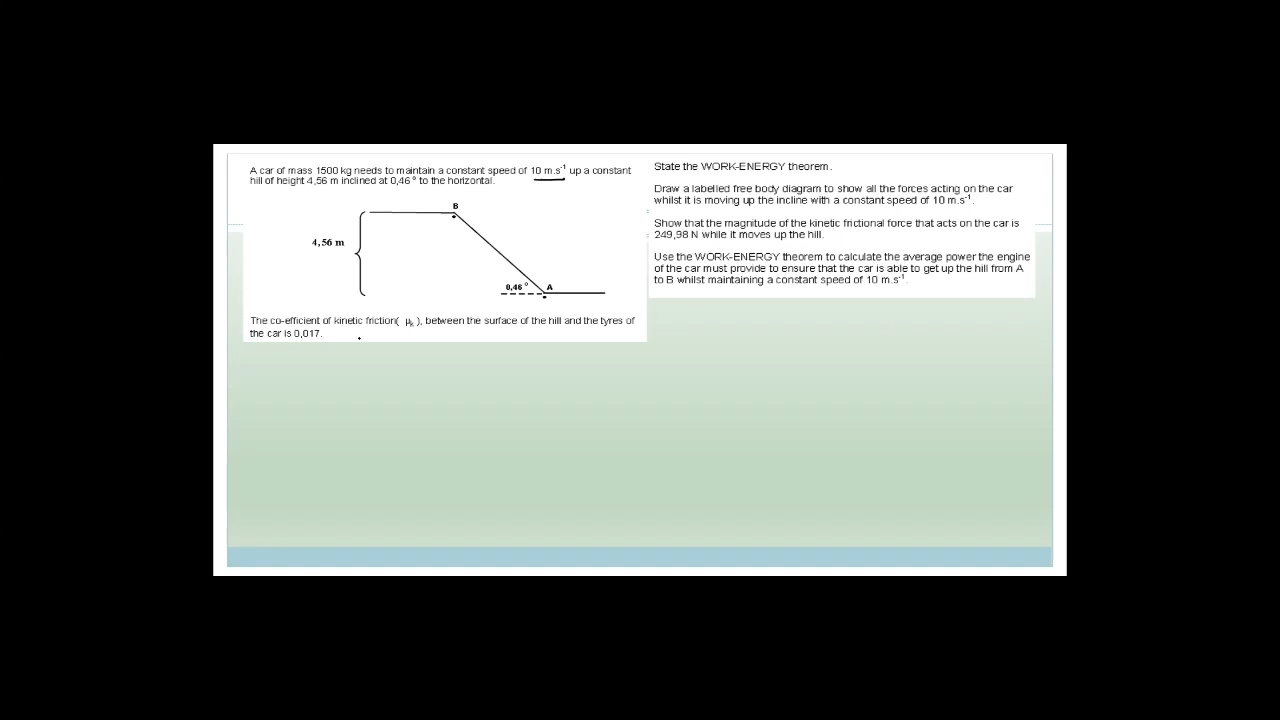 A car of mass 1500 kg needs to maintain a constant speed of 10 m.s⁻¹ up a constant
hill of height 4,56 m inclined at 0,46° to the horizontal.
B
4,56 m
0,46°
A
The co-efficient of kinetic friction( μₖ ), between the surface of the hill and the tyres of
the car is 0,017.
State the WORK-ENERGY theorem.
Draw a labelled free body diagram to show all the forces acting on the car
whilst it is moving up the incline with a constant speed of 10 m.s⁻¹.
Show that the magnitude of the kinetic frictional force that acts on the car is
249,98 N while it moves up the hill.
Use the WORK-ENERGY theorem to calculate the average power the engine
of the car must provide to ensure that the car is able to get up the hill from A
to B whilst maintaining a constant speed of 10 m.s⁻¹.